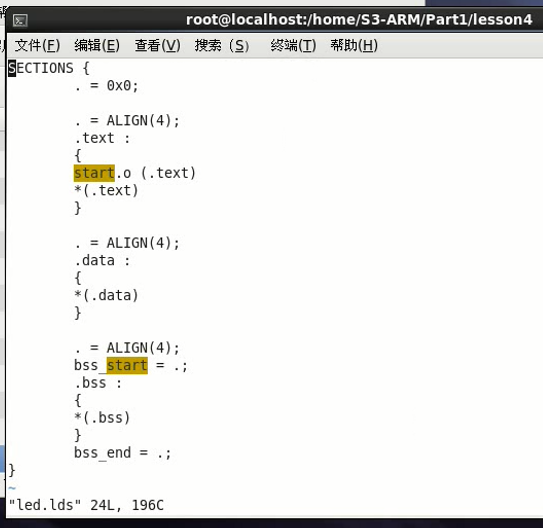 root@localhost:/home/S3-ARM/Part1/lesson4
文件(F) 编辑(E) 查看(V) 搜索 (S) 终端(T) 帮助(H)
SECTIONS {
. = 0x0;
. = ALIGN(4);
.text :
{
start.o (.text)
*(.text)
}
. = ALIGN(4);
.data :
{
*(.data)
}
. = ALIGN(4);
bss_start = .;
.bss :
{
*(.bss)
}
bss_end = .;
}
~
"led.lds" 24L, 196C